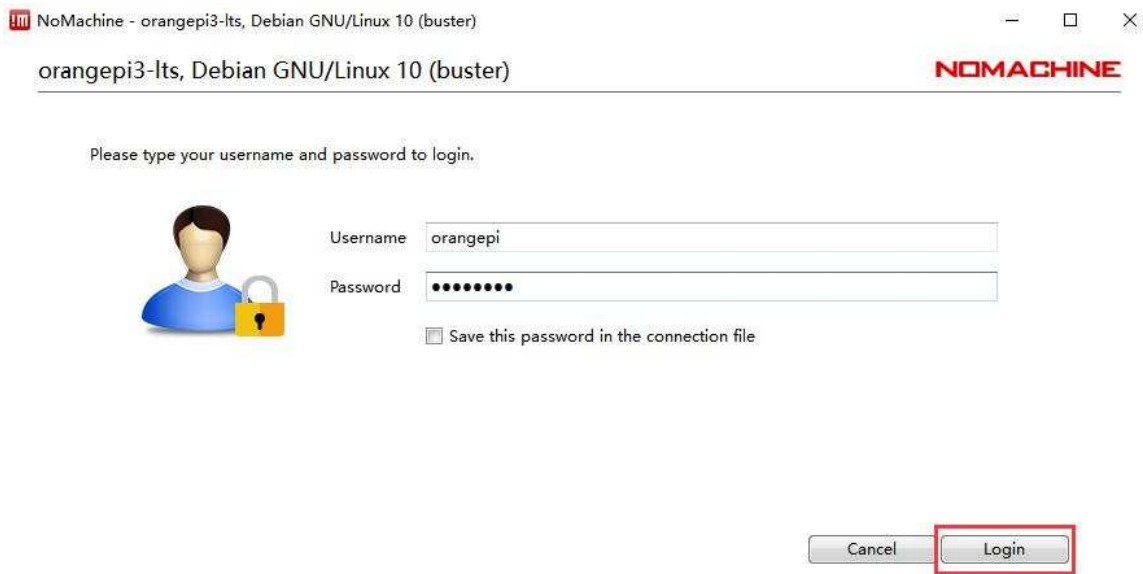 NoMachine - orangepi3-lts, Debian GNU/Linux 10 (buster)
orangepi3-lts, Debian GNU/Linux 10 (buster)
NOMACHINE
Please type your username and password to login.
Username orangepi
Password ●●●●●●●●
Save this password in the connection file
Cancel Login